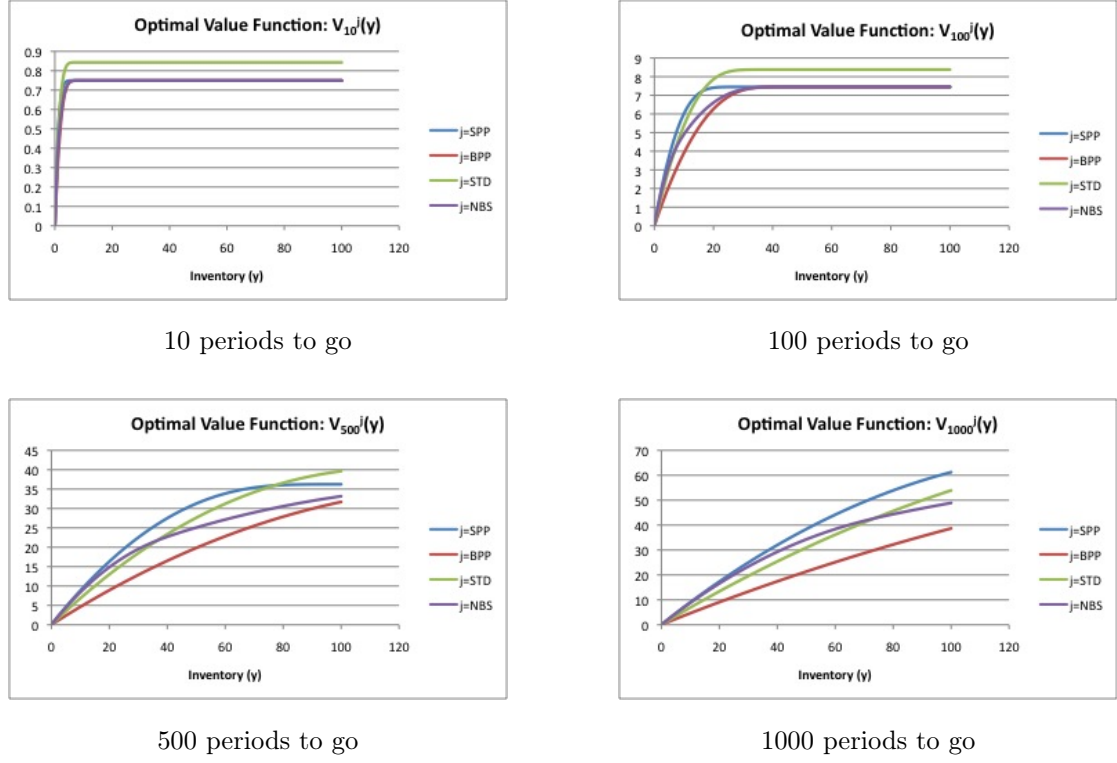 Optimal Value Function: V₁₀ʲ(y)
0.9
0.8
0.7
0.6
0.5
0.4
0.3
0.2
0.1
0
0 20 40 60 80 100 120
Inventory (y)
j=SPP
j=BPP
j=STD
j=NBS
10 periods to go
Optimal Value Function: V₁₀₀ʲ(y)
9
8
7
6
5
4
3
2
1
0
0 20 40 60 80 100 120
Inventory (y)
j=SPP
j=BPP
j=STD
j=NBS
100 periods to go
Optimal Value Function: V₅₀₀ʲ(y)
45
40
35
30
25
20
15
10
5
0
0 20 40 60 80 100 120
Inventory (y)
j=SPP
j=BPP
j=STD
j=NBS
500 periods to go
Optimal Value Function: V₁₀₀₀ʲ(y)
70
60
50
40
30
20
10
0
0 20 40 60 80 100 120
Inventory (y)
j=SPP
j=BPP
j=STD
j=NBS
1000 periods to go